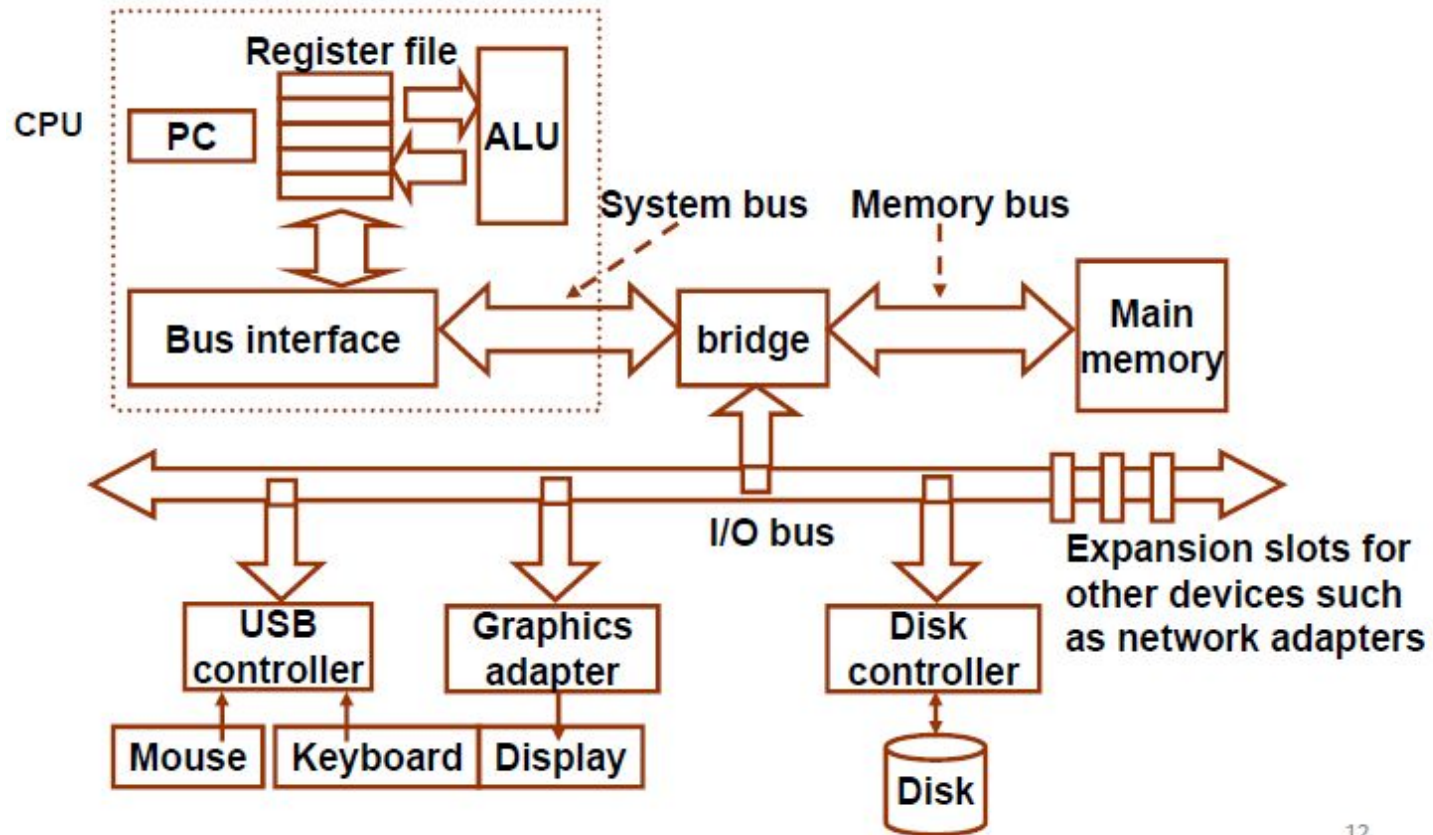 Register file
CPU
PC
ALU
System bus
Memory bus
Bus interface
bridge
Main
memory
I/O bus
Expansion slots for
other devices such
as network adapters
USB
controller
Graphics
adapter
Disk
controller
Mouse
Keyboard
Display
Disk
12